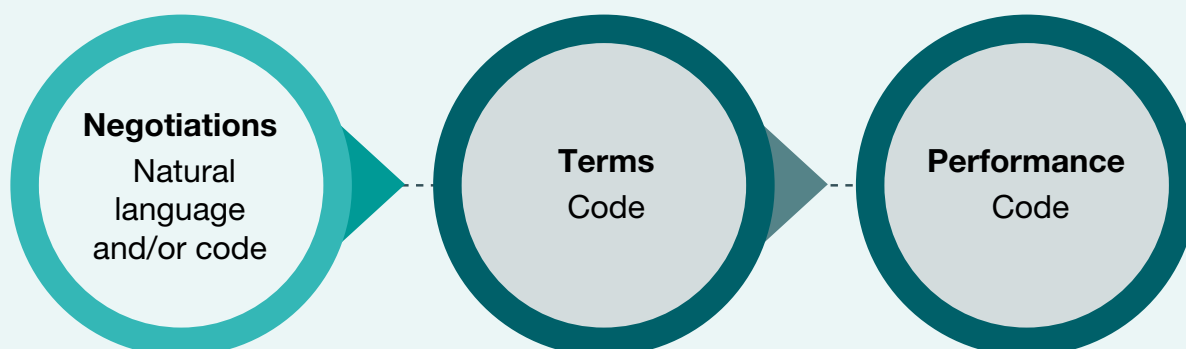 Negotiations
Natural
language
and/or code
Terms
Code
Performance
Code